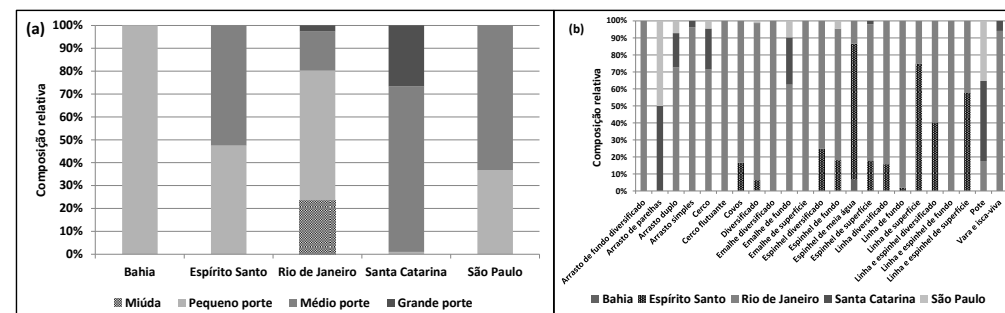 (a)
Composição relativa
100%
90%
80%
70%
60%
50%
40%
30%
20%
10%
0%
Bahia Espírito Santo Rio de Janeiro Santa Catarina São Paulo
Miúda Pequeno porte Médio porte Grande porte
(b)
Composição relativa
100%
90%
80%
70%
60%
50%
40%
30%
20%
10%
0%
Arrasto de fundo diversificado
Arrasto de parelhas
Arrasto duplo
Arrasto simples
Cerco
Cerco flutuante
Covos
Diversificado
Emalhe diversificado
Emalhe de fundo
Emalhe de superfície
Espinhel diversificado
Espinhel de fundo
Espinhel de meia água
Espinhel de superfície
Linha diversificado
Linha de fundo
Linha de superfície
Linha e espinhel diversificado
Linha e espinhel de fundo
Linha e espinhel de superfície
Pote
Vara e isca-viva
Bahia Espírito Santo Rio de Janeiro Santa Catarina São Paulo